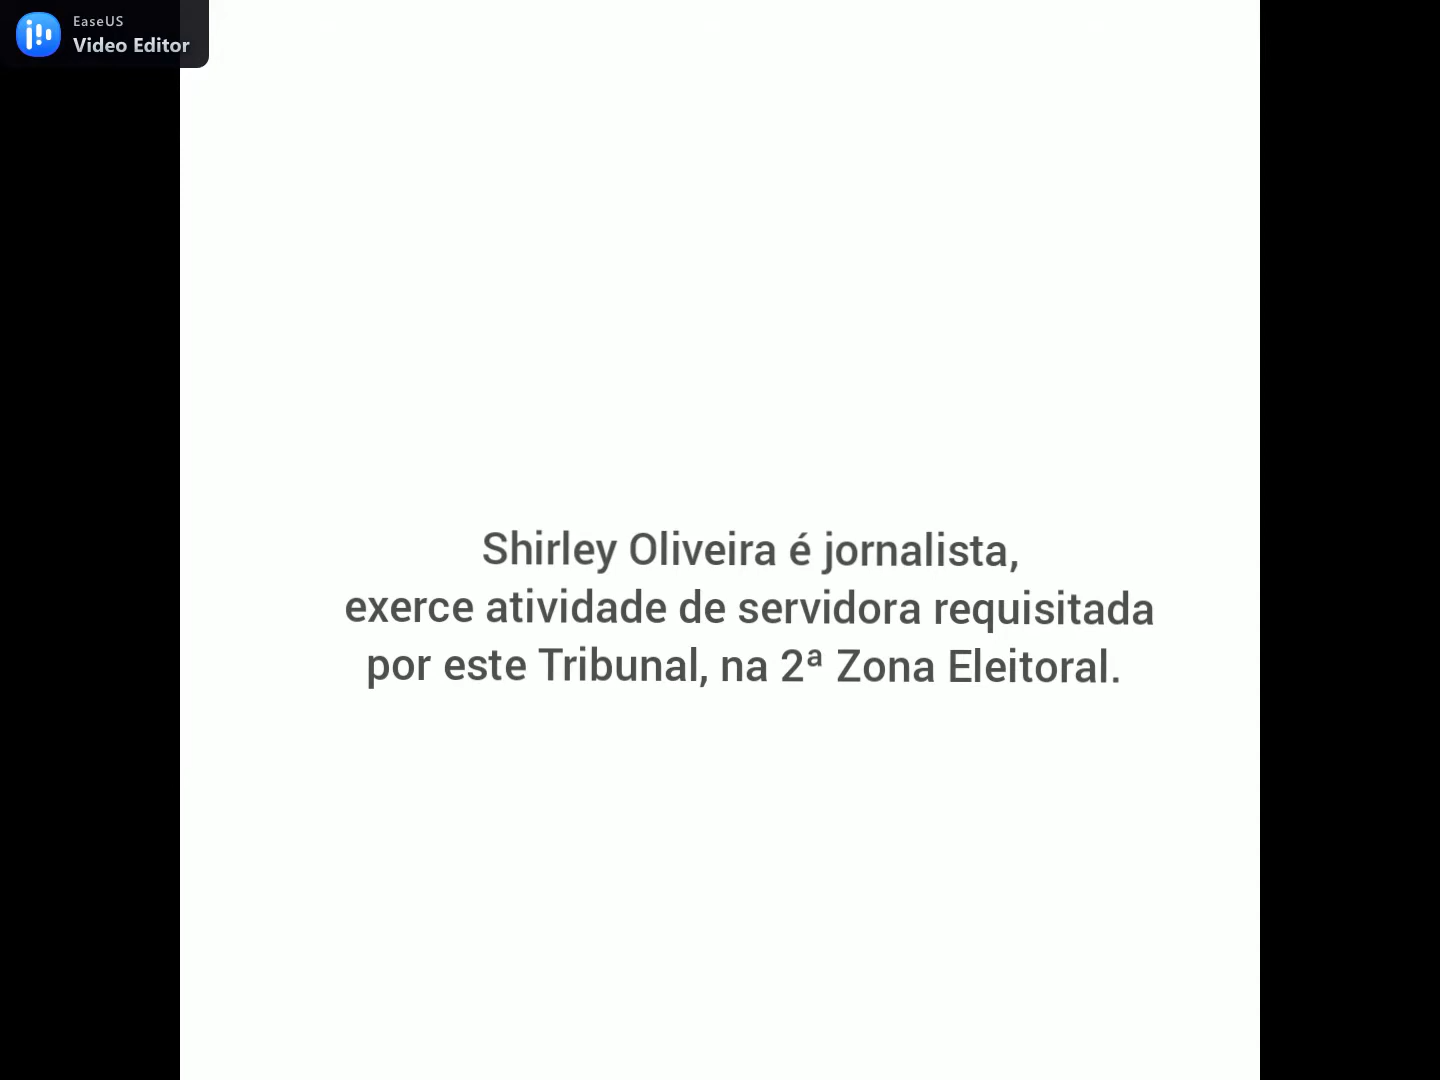 EaseUS
Video Editor
Shirley Oliveira é jornalista,
exerce atividade de servidora requisitada
por este Tribunal, na 2ª Zona Eleitoral.